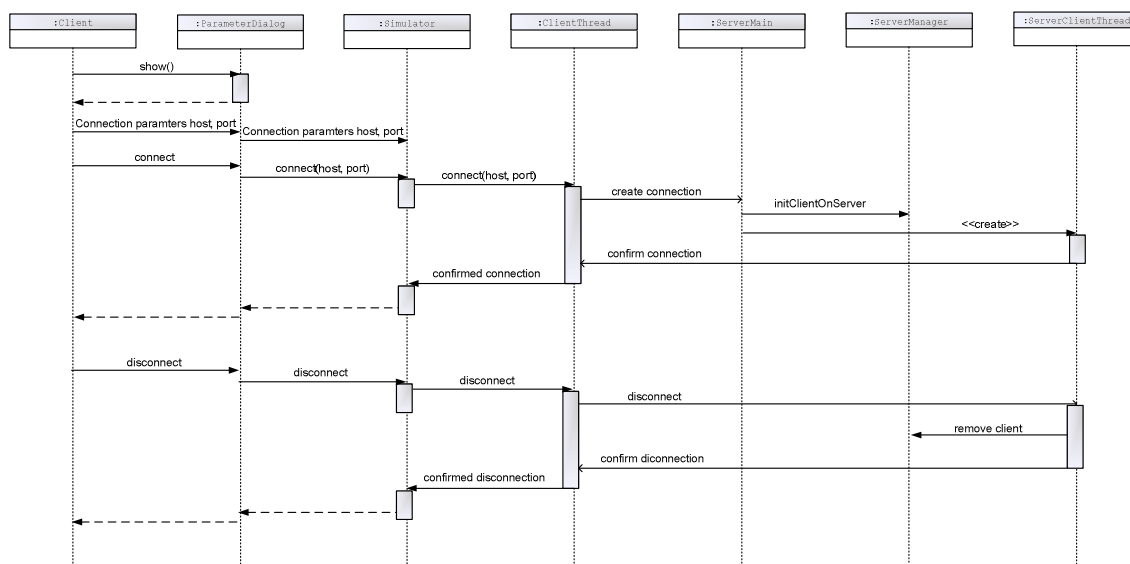 :Client
:ParameterDialog
:Simulator
:ClientThread
:ServerMain
:ServerManager
:ServerClientThread
show()
Connection paramters host, port
Connection paramters host, port
connect
connect(host, port)
connect(host, port)
create connection
initClientOnServer
<<create>>
confirm connection
confirmed connection
disconnect
disconnect
disconnect
disconnect
remove client
confirm diconnection
confirmed disconnection